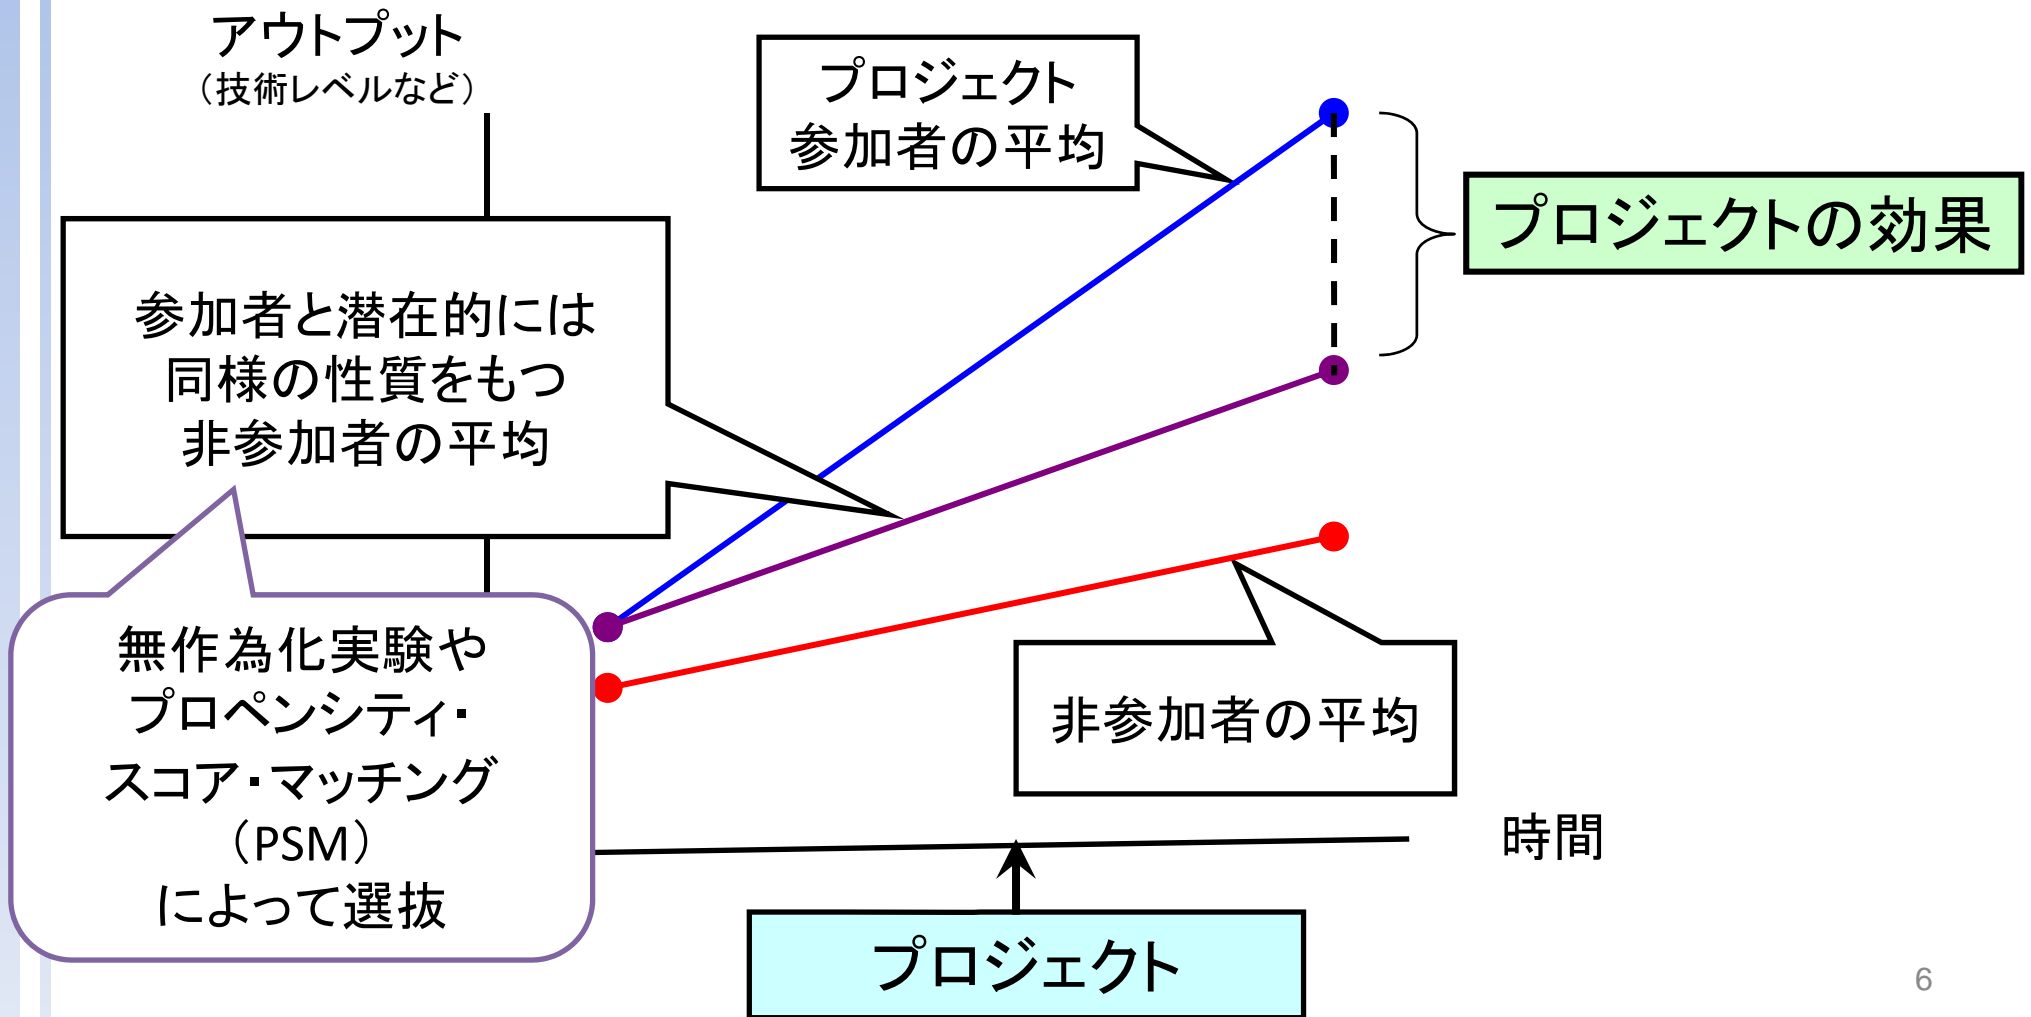 アウトプット
（技術レベルなど）
プロジェクト
参加者の平均
プロジェクトの効果
参加者と潜在的には
同様の性質をもつ
非参加者の平均
無作為化実験や
プロペンシティ・
スコア・マッチング
（PSM）
によって選抜
非参加者の平均
時間
プロジェクト
6